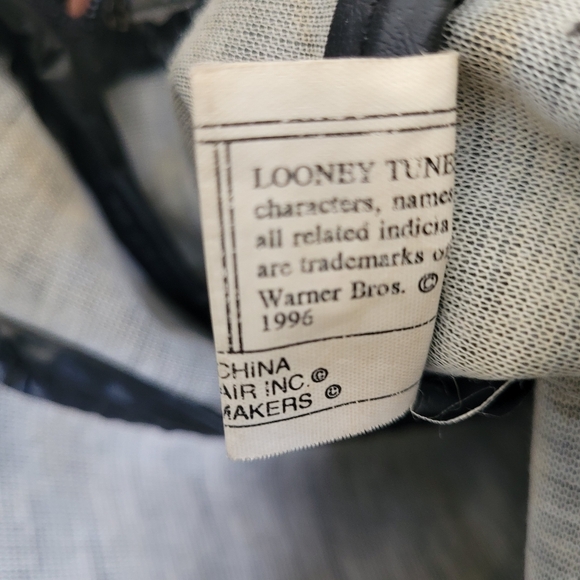 LOONEY TUNE
characters, names
all related indicia
are trademarks of
Warner Bros. ©
1996
CHINA
AIR INC.©
MAKERS ©